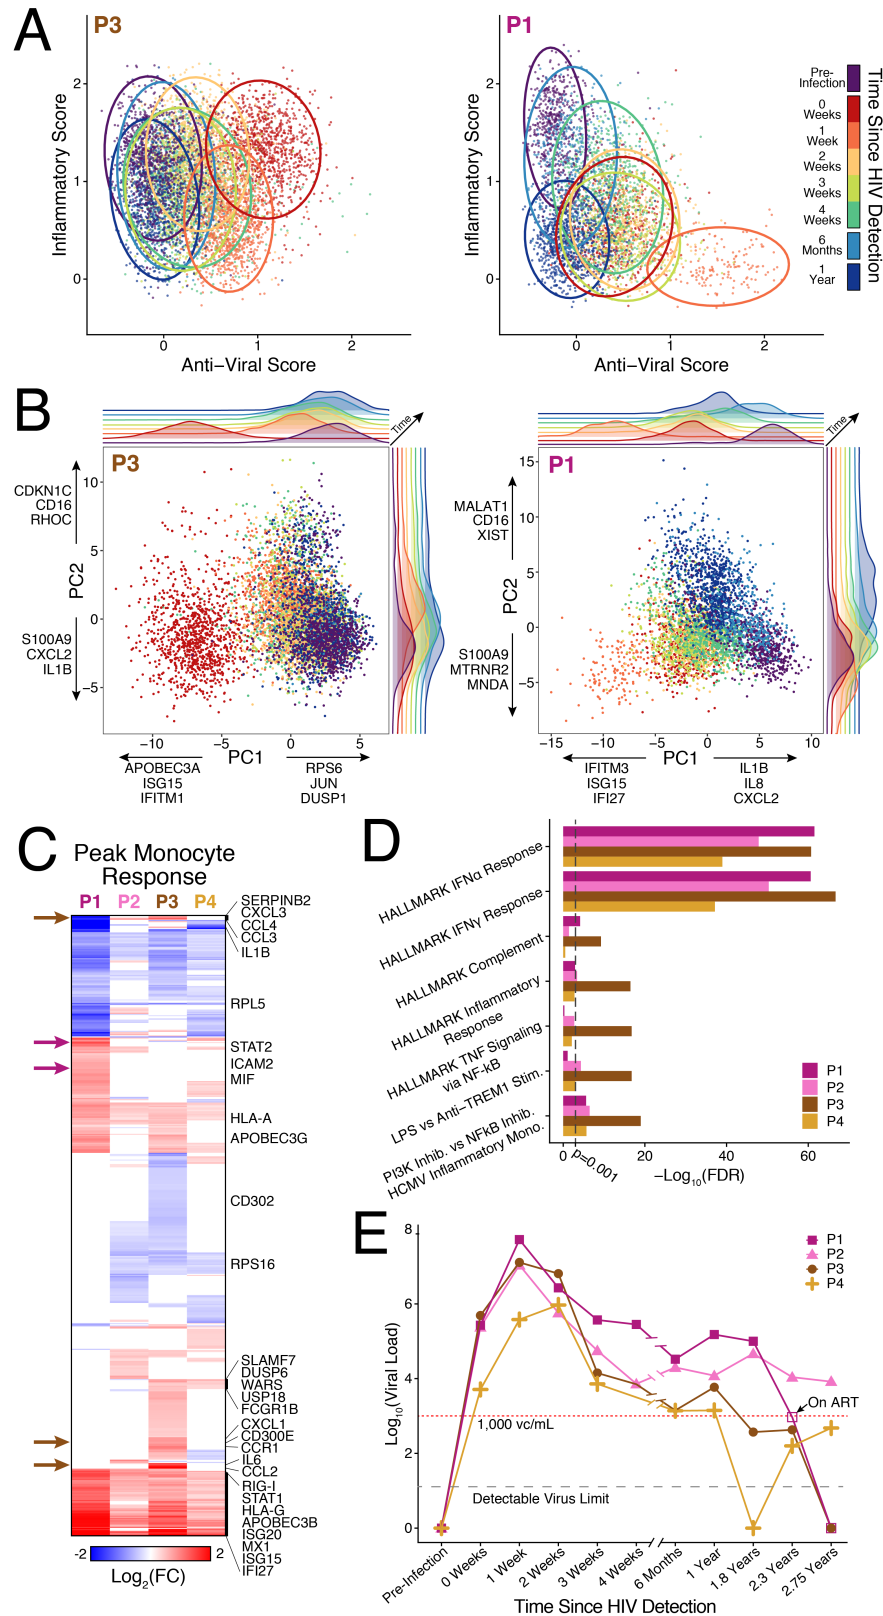 A
P3
P1
2
1
0
Inflammatory Score
0
1
2
Anti−Viral Score
2
1
0
Inflammatory Score
0
1
2
Anti−Viral Score
Pre-
Infection
0
Weeks
1
Week
2
Weeks
3
Weeks
4
Weeks
6
Months
1
Year
Time Since HIV Detection
B
Time
P3
CDKN1C
CD16
RHOC
S100A9
CXCL2
IL1B
PC2
10
5
0
−5
−10
−5
0
5
PC1
APOBEC3A
ISG15
IFITM1
RPS6
JUN
DUSP1
Time
P1
MALAT1
CD16
XIST
S100A9
MTRNR2
MNDA
PC2
15
10
5
0
−5
−15
−10
−5
0
5
10
PC1
IFITM3
ISG15
IFI27
IL1B
IL8
CXCL2
C
Peak Monocyte
Response
P1 P2 P3 P4
SERPINB2
CXCL3
CCL4
CCL3
IL1B
RPL5
STAT2
ICAM2
MIF
HLA-A
APOBEC3G
CD302
RPS16
SLAMF7
DUSP6
WARS
USP18
FCGR1B
CXCL1
CD300E
CCR1
IL6
CCL2
RIG-I
STAT1
HLA-G
APOBEC3B
ISG20
MX1
ISG15
IFI27
-2
2
Log2(FC)
D
HALLMARK IFNα Response
HALLMARK IFNγ Response
HALLMARK Complement
HALLMARK Inflammatory
Response
HALLMARK TNF Signaling
via NF-kB
LPS vs Anti−TREM1 Stim.
PI3K Inhib. vs NFkB Inhib.
HCMV Inflammatory Mono.
P1
P2
P3
P4
0
p=0.001
20
40
60
−Log10(FDR)
E
8
6
4
2
0
Log10(Viral Load)
P1
P2
P3
P4
On ART
1,000 vc/mL
Detectable Virus Limit
Pre-Infection
0 Weeks
1 Week
2 Weeks
3 Weeks
4 Weeks
6 Months
1 Year
1.8 Years
2.3 Years
2.75 Years
Time Since HIV Detection